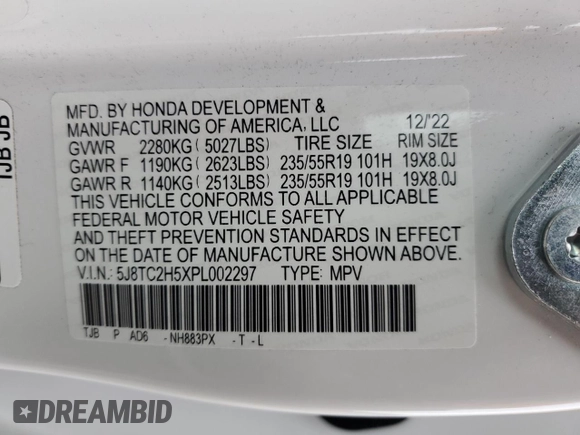 TJB JB
MFD. BY HONDA DEVELOPMENT &
MANUFACTURING OF AMERICA, LLC 12/'22
GVWR 2280KG (5027LBS) TIRE SIZE RIM SIZE
GAWR F 1190KG (2623LBS) 235/55R19 101H 19X8.0J
GAWR R 1140KG (2513LBS) 235/55R19 101H 19X8.0J
THIS VEHICLE CONFORMS TO ALL APPLICABLE
FEDERAL MOTOR VEHICLE SAFETY
AND THEFT PREVENTION STANDARDS IN EFFECT
ON THE DATE OF MANUFACTURE SHOWN ABOVE.
V.I.N.: 5J8TC2H5XPL002297 TYPE: MPV
TJB P AD6 -NH883PX -T -L
DREAMBID